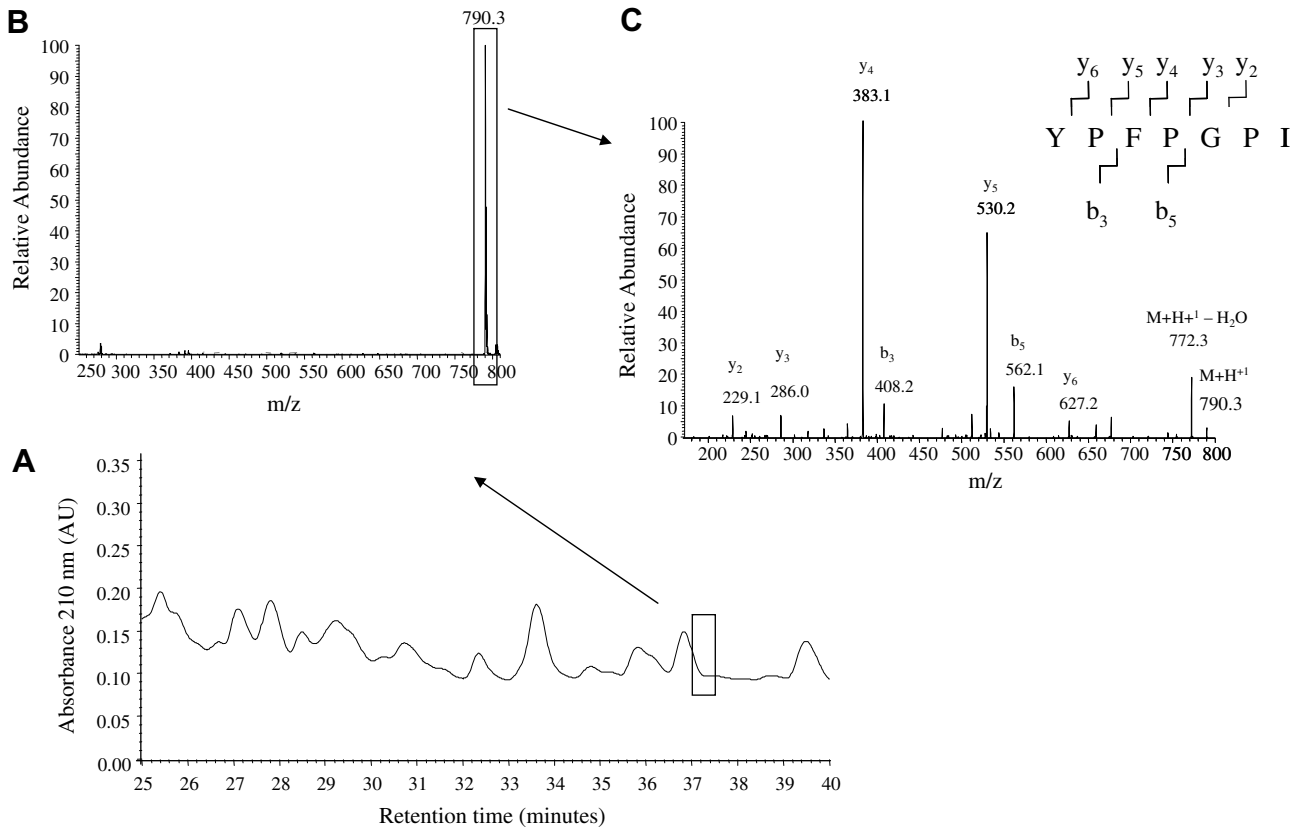 B
790.3
100
90
80
70
60
50
40
30
20
10
0
Relative Abundance
250 300 350 400 450 500 550 600 650 700 750 800
m/z
C
y4
383.1
y5
530.2
y2
229.1
y3
286.0
b3
408.2
b5
562.1
y6
627.2
M+H+1 – H2O
772.3
M+H+1
790.3
y6 y5 y4 y3 y2
Y P F P G P I
b3 b5
100
90
80
70
60
50
40
30
20
10
0
Relative Abundance
200 250 300 350 400 450 500 550 600 650 700 750 800
m/z
A
0.35
0.30
0.25
0.20
0.15
0.10
0.05
0.00
Absorbance 210 nm (AU)
25 26 27 28 29 30 31 32 33 34 35 36 37 38 39 40
Retention time (minutes)